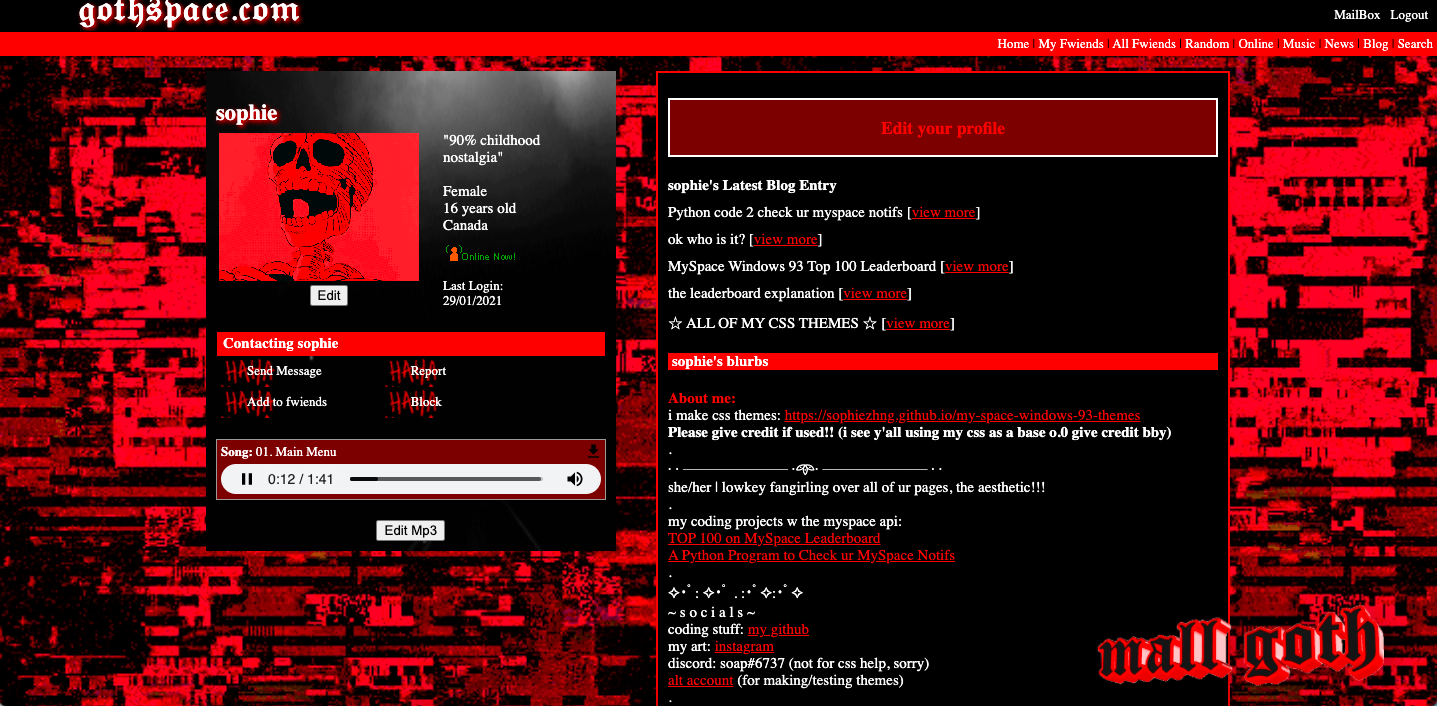 gothspace.com
MailBox Logout
Home | My Fwiends | All Fwiends | Random | Online | Music | News | Blog | Search
sophie
"90% childhood
nostalgia"
Female
16 years old
Canada
Online Now!
Last Login:
29/01/2021
Edit
Contacting sophie
Send Message Report
Add to fwiends Block
Song: 01. Main Menu
0:12 / 1:41
Edit Mp3
Edit your profile
sophie's Latest Blog Entry
Python code 2 check ur myspace notifs [view more]
ok who is it? [view more]
MySpace Windows 93 Top 100 Leaderboard [view more]
the leaderboard explanation [view more]
☆ ALL OF MY CSS THEMES ☆ [view more]
sophie's blurbs
About me:
i make css themes: https://sophiezhng.github.io/my-space-windows-93-themes
Please give credit if used!! (i see y'all using my css as a base o.0 give credit bby)
.
she/her | lowkey fangirling over all of ur pages, the aesthetic!!!
.
my coding projects w the myspace api:
TOP 100 on MySpace Leaderboard
A Python Program to Check ur MySpace Notifs
.
✧･ﾟ: ✧･ﾟ . :･ﾟ✧:･ﾟ✧
~ s o c i a l s ~
coding stuff: my github
my art: instagram
discord: soap#6737 (not for css help, sorry)
alt account (for making/testing themes)
.
mall goth